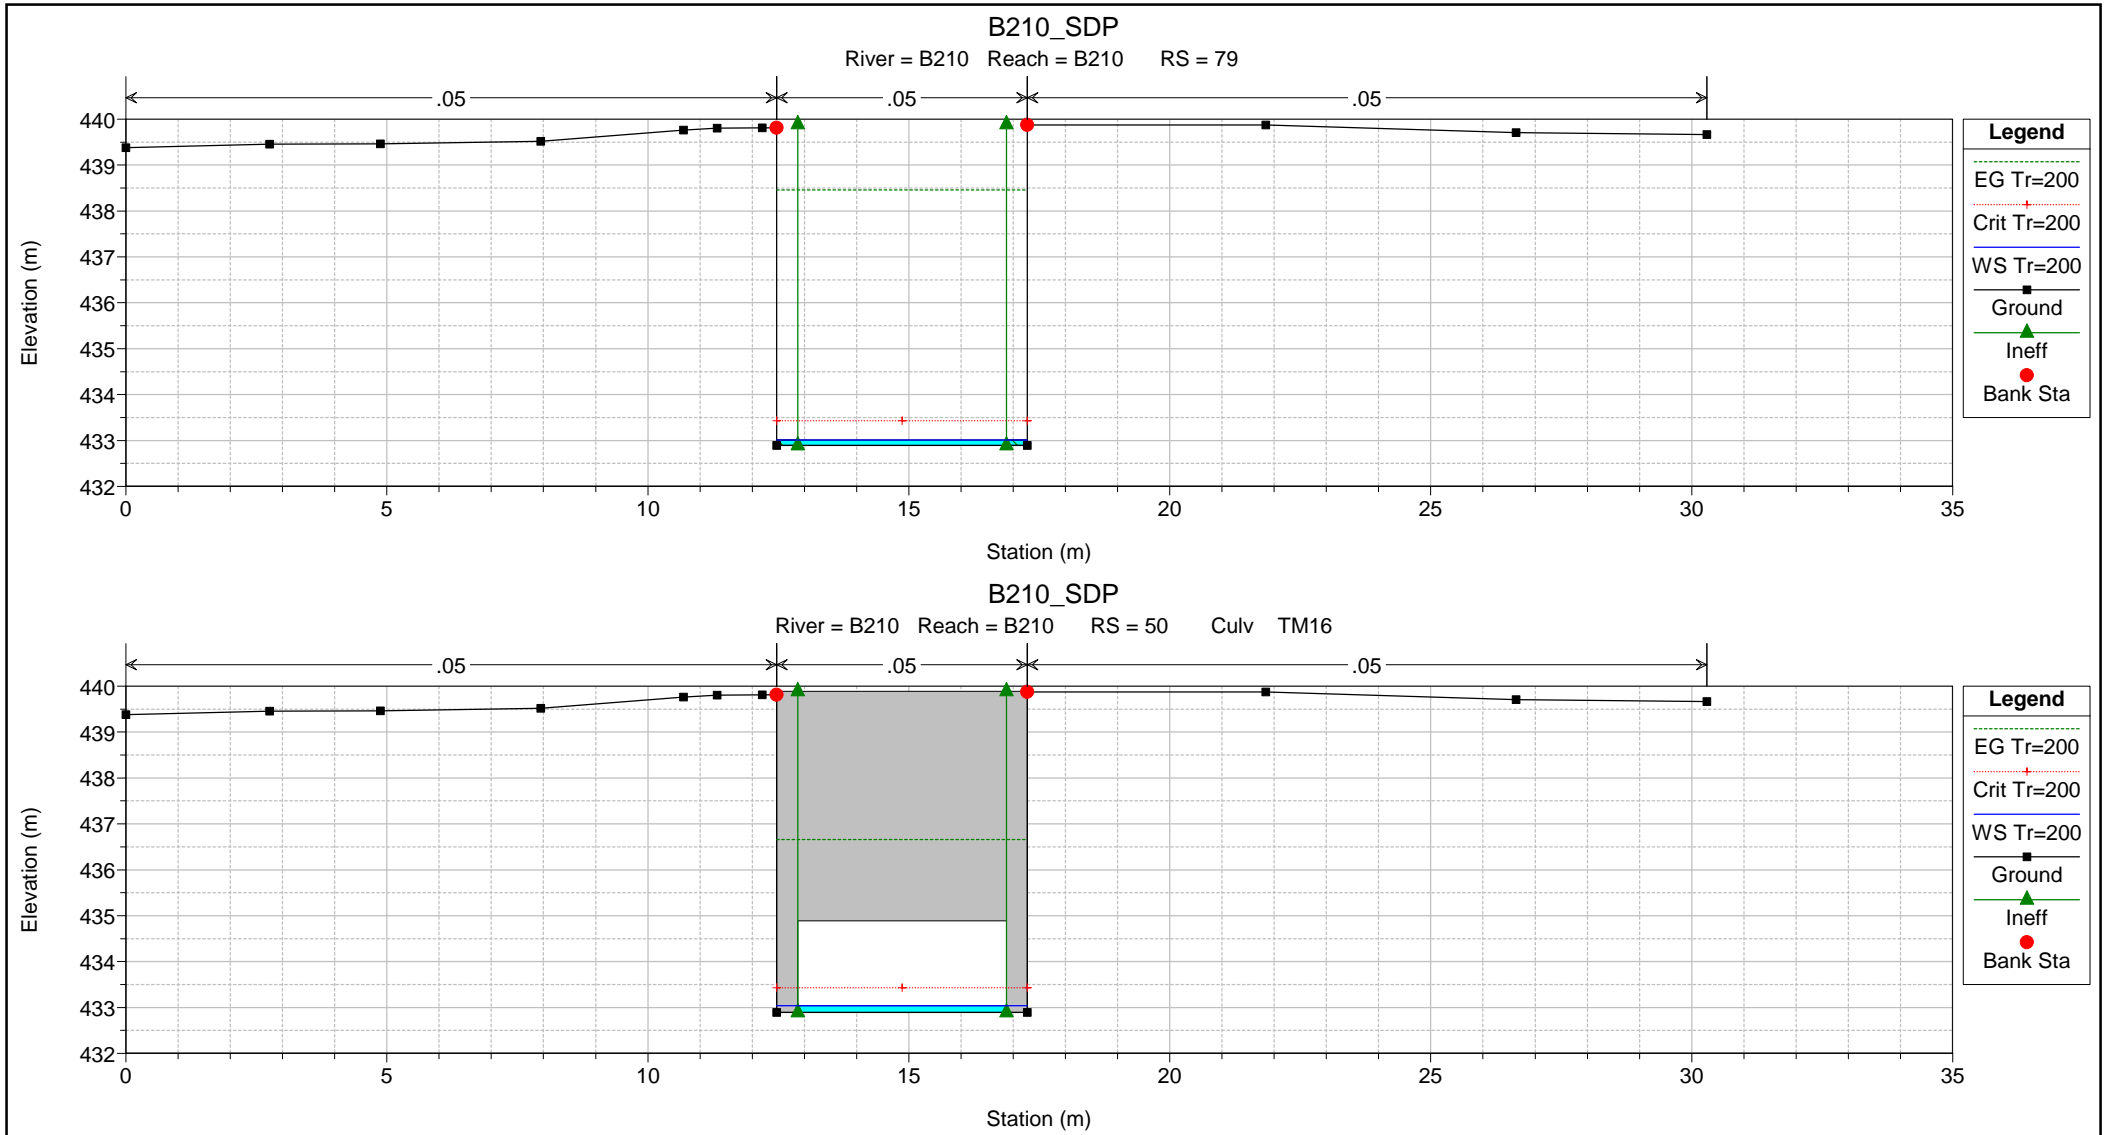 B210_SDP
River = B210 Reach = B210 RS = 79
.05 .05 .05
440
439
438
437
436
435
434
433
432
Elevation (m)
0 5 10 15 20 25 30 35
Station (m)
Legend
EG Tr=200
Crit Tr=200
WS Tr=200
Ground
Ineff
Bank Sta
B210_SDP
River = B210 Reach = B210 RS = 50 Culv TM16
.05 .05 .05
440
439
438
437
436
435
434
433
432
Elevation (m)
0 5 10 15 20 25 30 35
Station (m)
Legend
EG Tr=200
Crit Tr=200
WS Tr=200
Ground
Ineff
Bank Sta